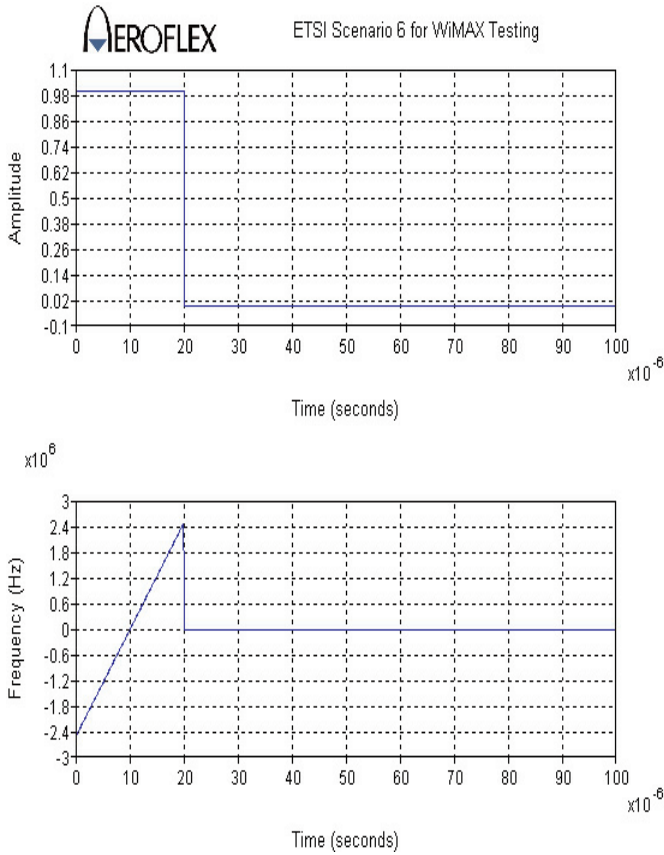 AEROFLEX
ETSI Scenario 6 for WiMAX Testing
1.1
0.98
0.86
0.74
0.62
0.5
0.38
0.26
0.14
0.02
-0.1
Amplitude
0 10 20 30 40 50 60 70 80 90 100
x10^-6
Time (seconds)
x10^6
3
2.4
1.8
1.2
0.6
0
-0.6
-1.2
-1.8
-2.4
-3
Frequency (Hz)
0 10 20 30 40 50 60 70 80 90 100
x10^-6
Time (seconds)